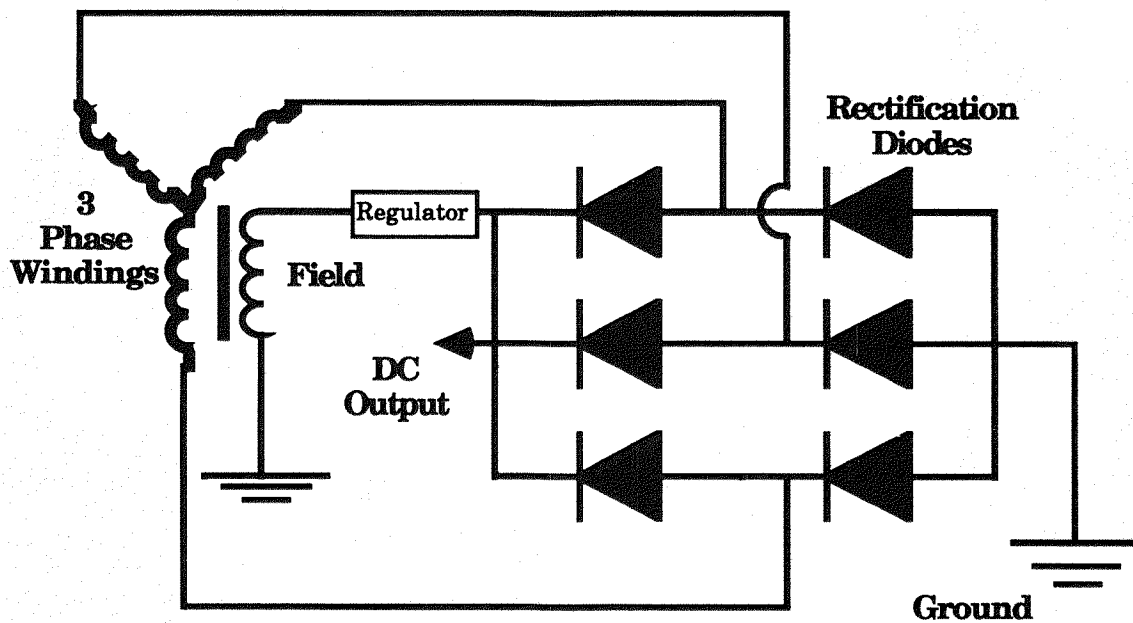 Rectification
Diodes
3
Phase
Windings
Regulator
Field
DC
Output
Ground